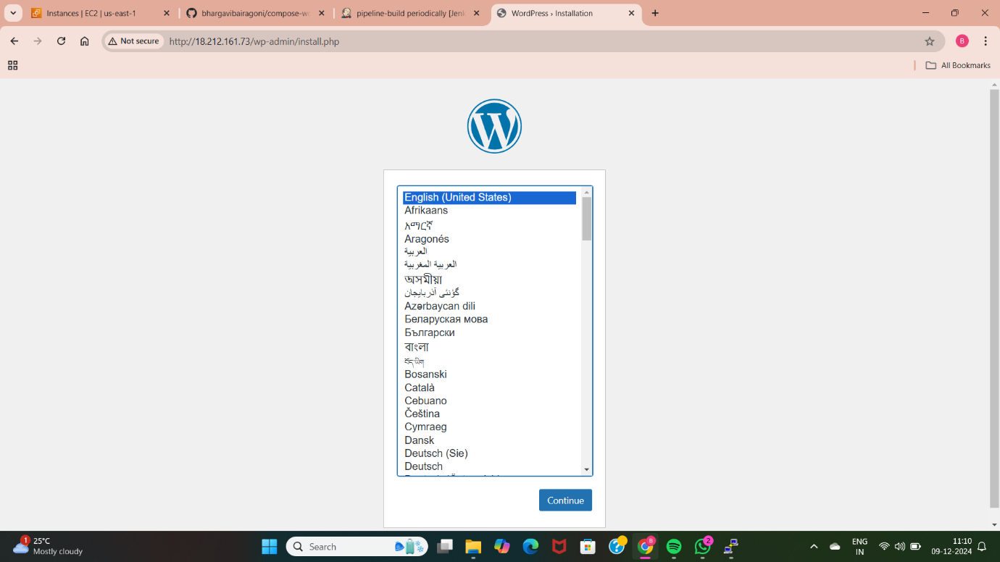 Instances | EC2 | us-east-1
bhargavibairagoni/compose-wo
pipeline-build periodically [Jenk
WordPress › Installation
Not secure
http://18.212.161.73/wp-admin/install.php
B
All Bookmarks
English (United States)
Afrikaans
አማርኛ
Aragonés
العربية
العربية المغربية
অসমীয়া
گؤنئی آذربایجان
Azərbaycan dili
Беларуская мова
Български
বাংলা
བོད་ཡིག
Bosanski
Català
Cebuano
Čeština
Cymraeg
Dansk
Deutsch (Sie)
Deutsch
Continue
1
25°C
Mostly cloudy
Search
B
2
ENG
IN
11:10
09-12-2024